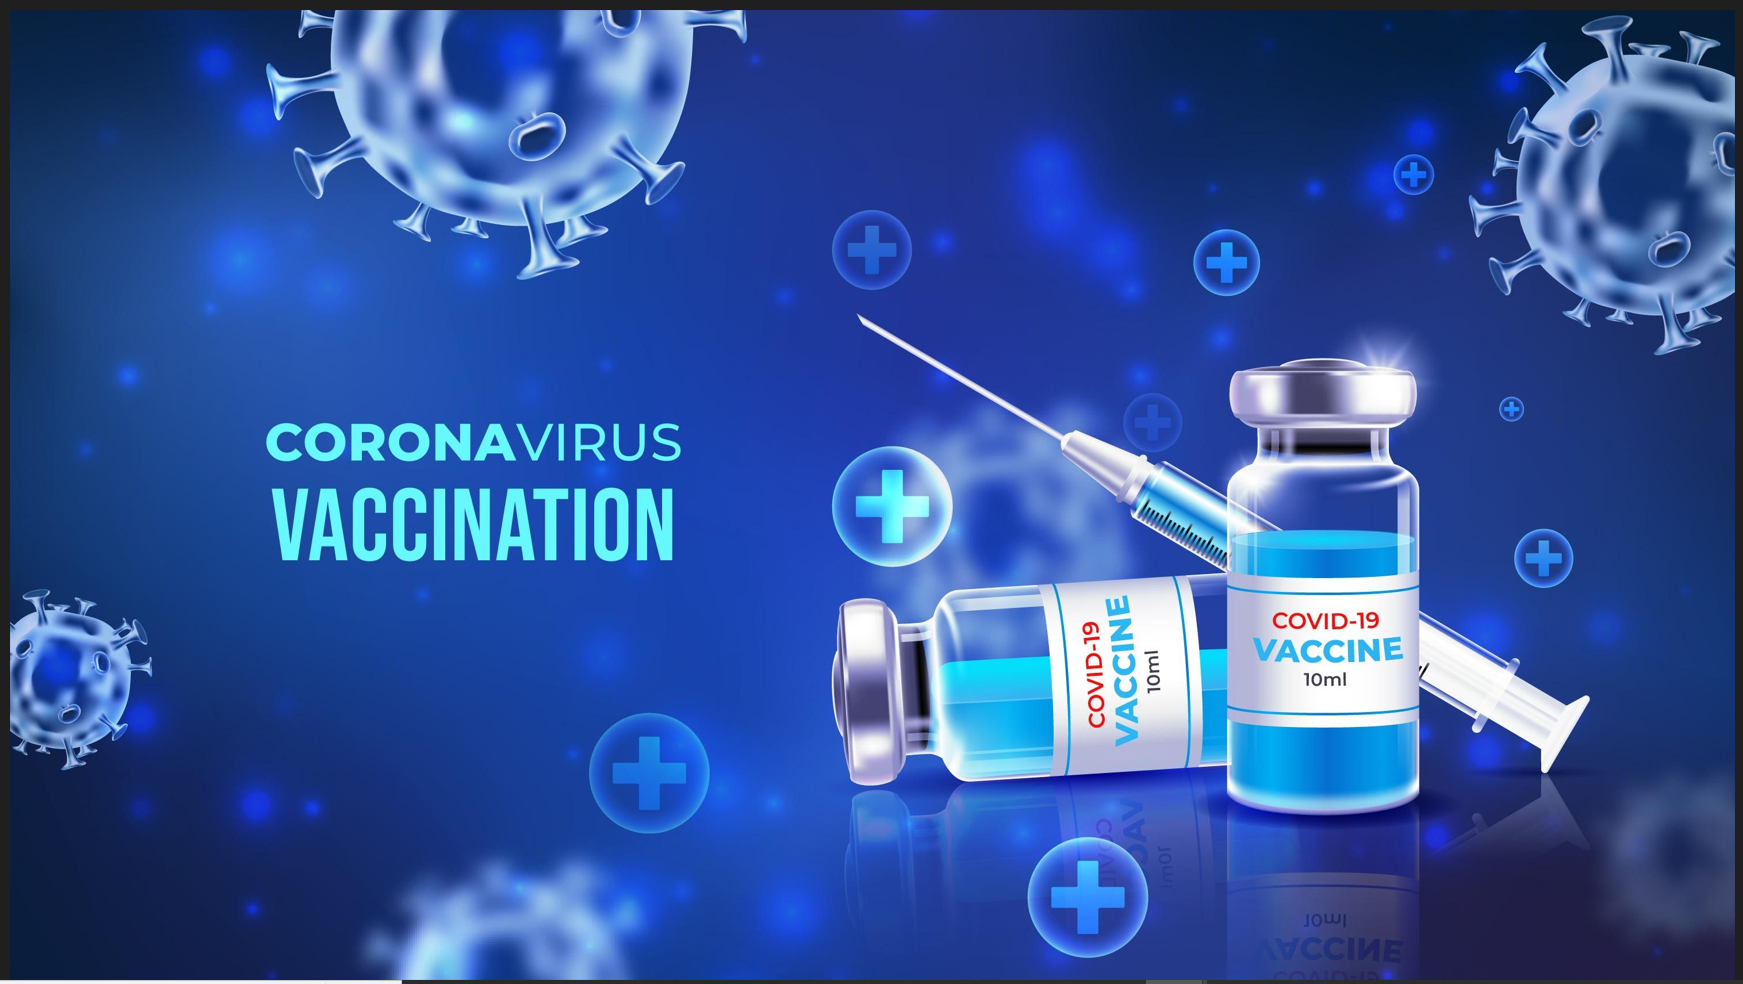 CORONAVIRUS
VACCINATION
COVID-19
VACCINE
10ml
COVID-19
VACCINE
10ml